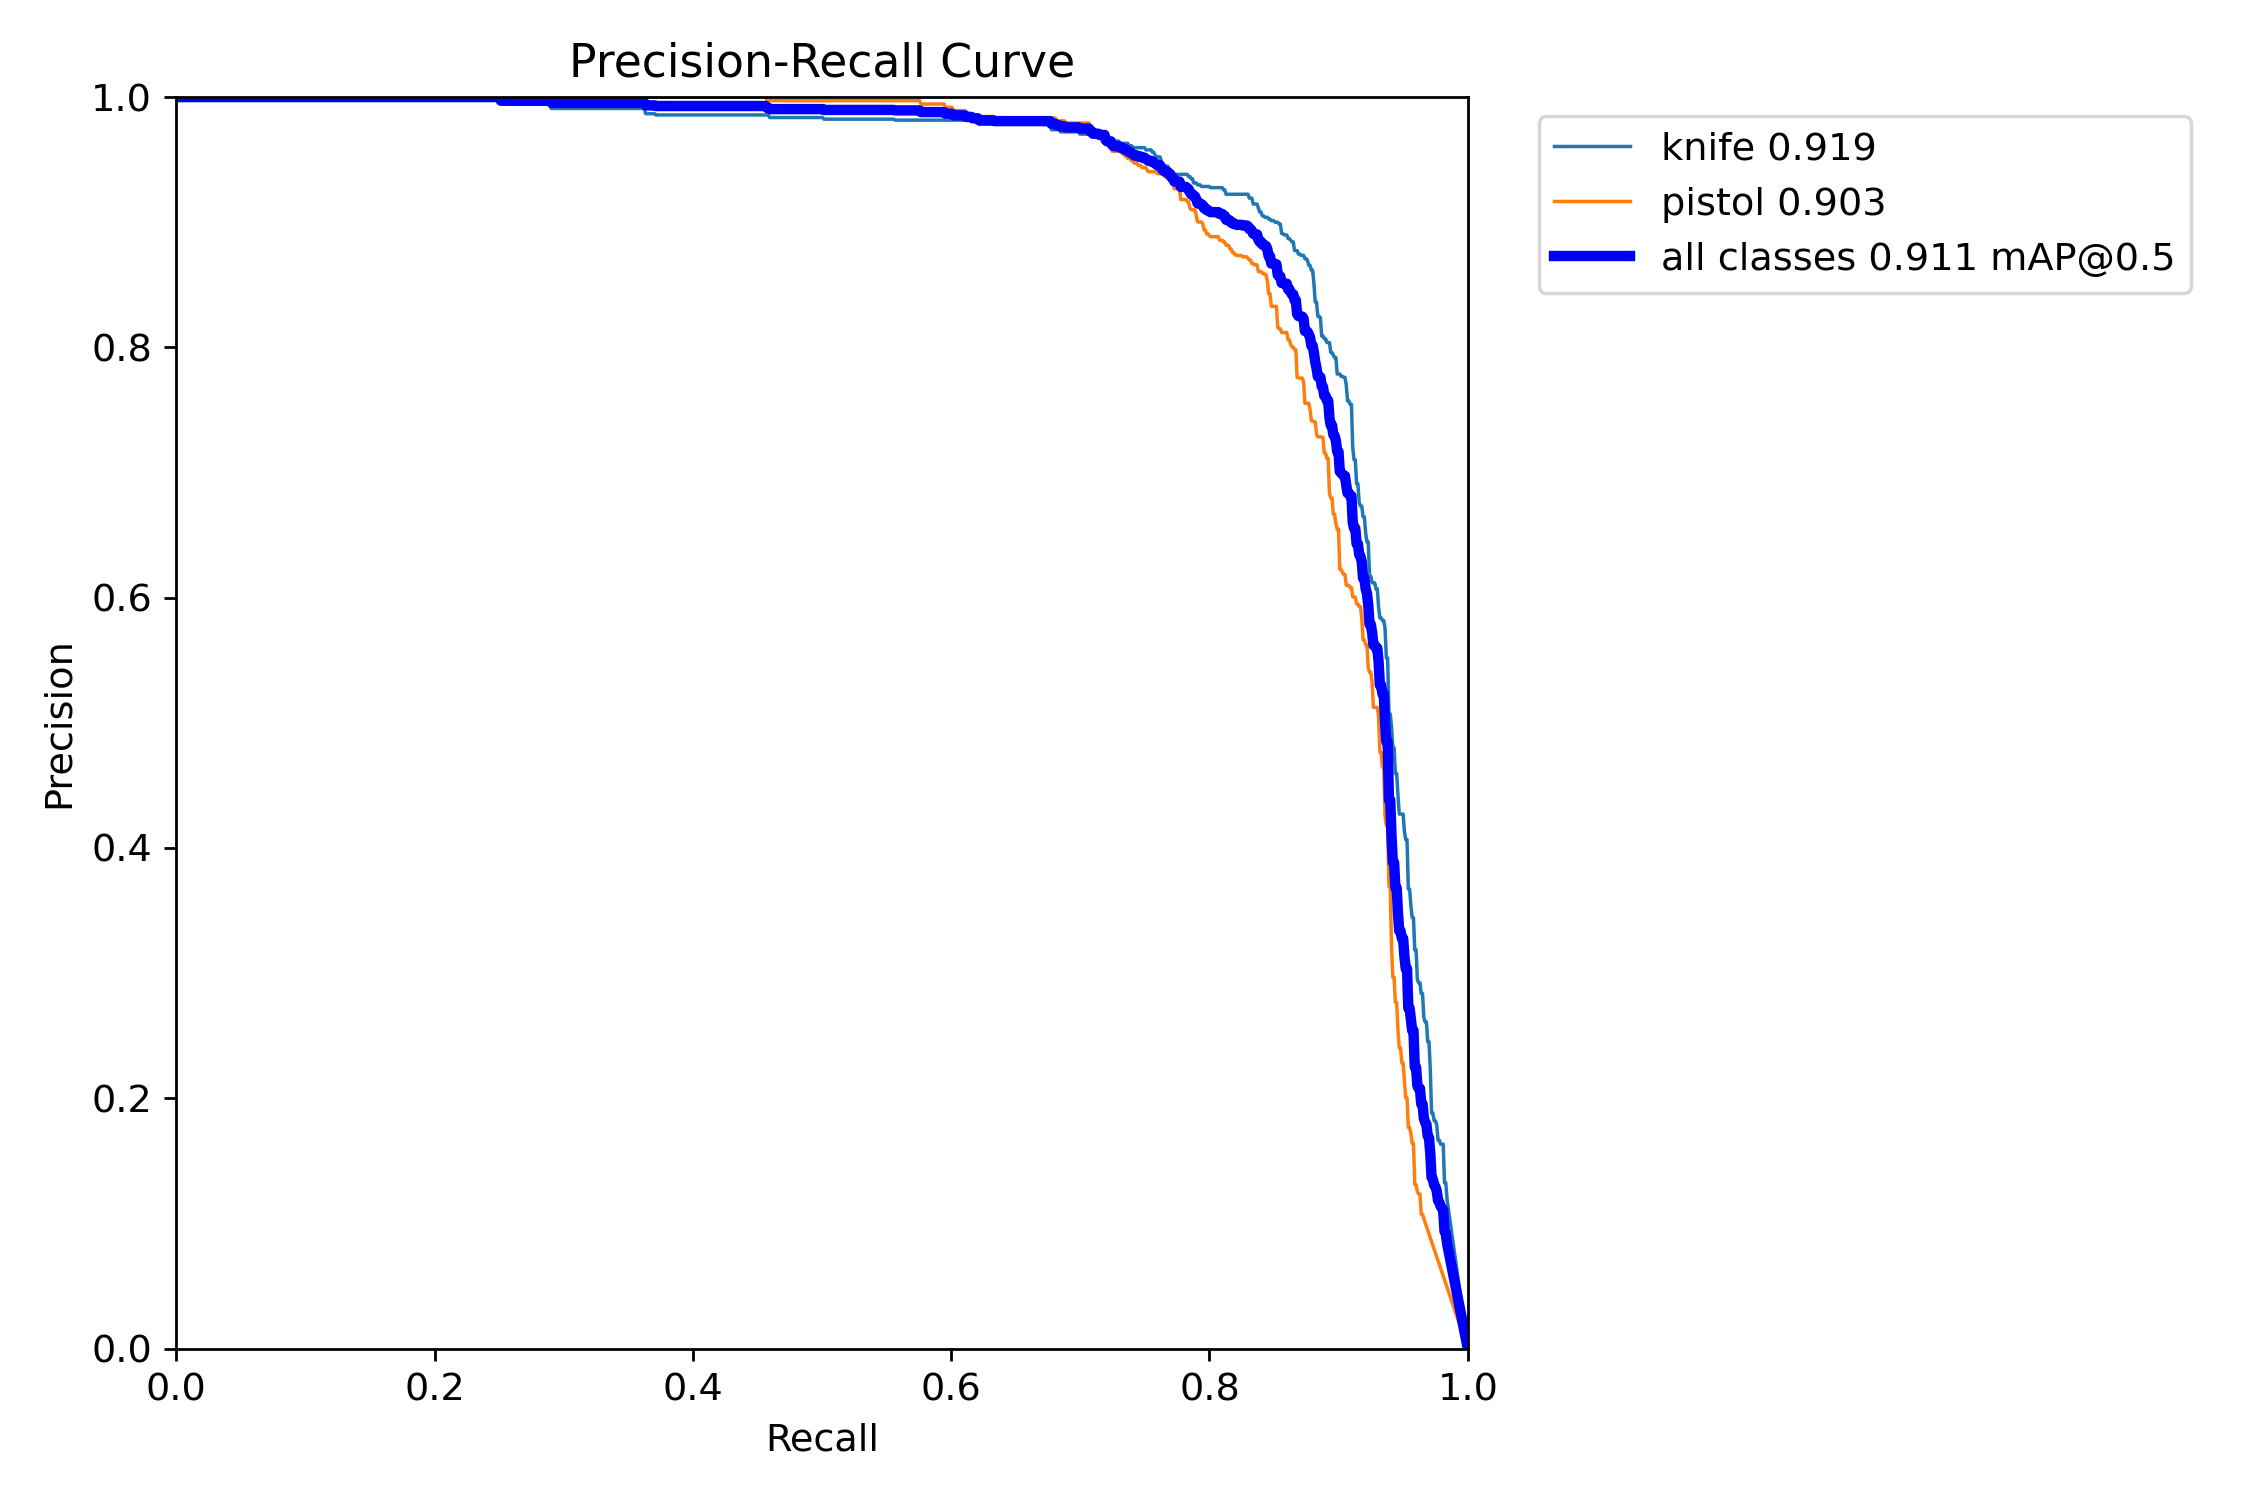 Precision-Recall Curve
1.0
0.8
0.6
0.4
0.2
0.0
Precision
0.0 0.2 0.4 0.6 0.8 1.0
Recall
knife 0.919
pistol 0.903
all classes 0.911 mAP@0.5